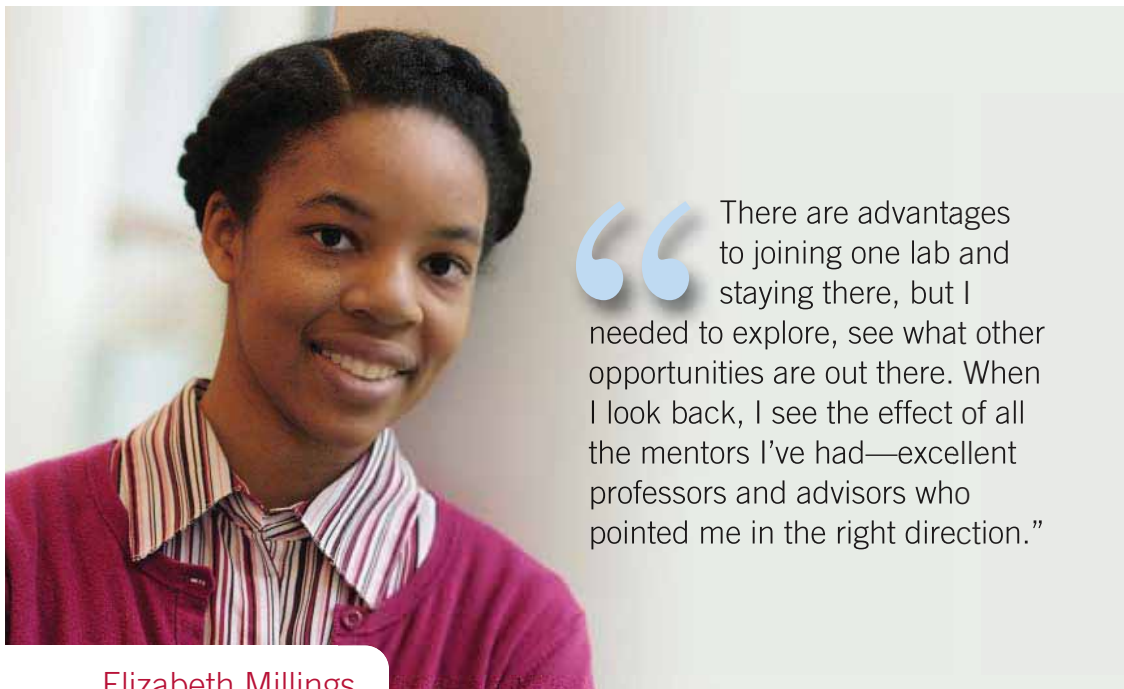 “ There are advantages
to joining one lab and
staying there, but I
needed to explore, see what other
opportunities are out there. When
I look back, I see the effect of all
the mentors I’ve had—excellent
professors and advisors who
pointed me in the right direction.”
Elizabeth Millings